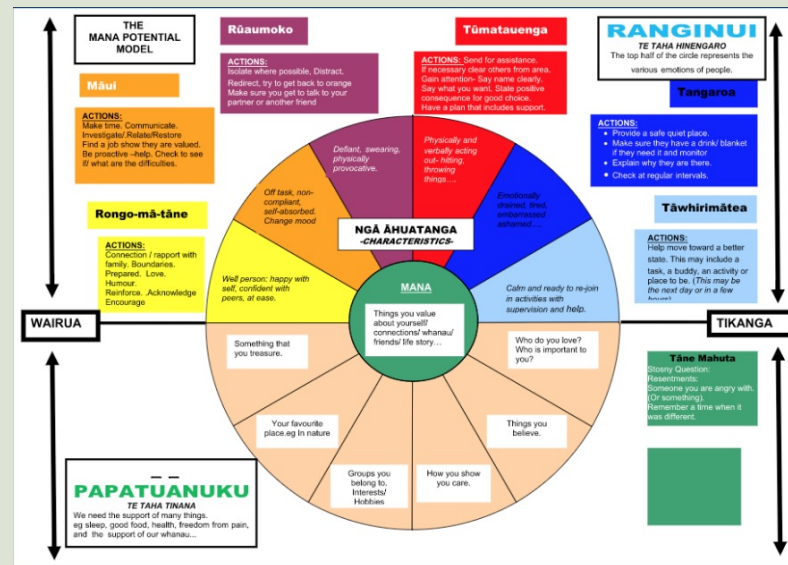 THE
MANA POTENTIAL
MODEL
Rūaumoko
ACTIONS:
Isolate where possible, Distract.
Redirect, try to get back to orange
Make sure you get to talk to your
partner or another friend
Tūmatauenga
ACTIONS: Send for assistance.
If necessary clear others from area.
Gain attention- Say name clearly.
Say what you want. State positive
consequence for good choice.
Have a plan that includes support.
RANGINUI
TE TAHA HINENGARO
The top half of the circle represents the
various emotions of people.
Māui
ACTIONS:
Make time. Communicate.
Investigate/.Relate/Restore
Find a job show they are valued.
Be proactive –help. Check to see
if/ what are the difficulties.
Tangaroa
• Provide a safe quiet place.
• Make sure they have a drink/ blanket
if they need it and monitor
• Explain why they are there.
• Check at regular intervals.
Rongo-mā-tāne
ACTIONS:
Connection / rapport with
family. Boundaries.
Prepared. Love.
Humour.
Reinforce. .Acknowledge
Encourage
Tāwhirimātea
ACTIONS:
Help move toward a better
state. This may include a
task, a buddy, an activity or
place to be. (This may be
the next day or in a few
hours)
Well person: happy with
self, confident with
peers, at ease.
Off task, non-
compliant,
self-absorbed.
Change mood
Defiant, swearing,
physically
provocative.
Physically and
verbally acting
out- hitting,
throwing
things….
Emotionally
drained, tired,
embarrassed
ashamed….
Calm and ready to re-join
in activities with
supervision and help.
NGĀ ĀHUATANGA
-CHARACTERISTICS-
MANA
Things you value
about yourself/
connections/ whanau/
friends/ life story…
WAIRUA
TIKANGA
Something that
you treasure.
Your favourite
place.eg In nature
Groups you
belong to.
Interests/
Hobbies
How you show
you care.
Things you
believe.
Who do you love?
Who is important to
you?
Tāne Mahuta
Stosny Question:
Resentments:
Someone you are angry with.
(Or something).
Remember a time when it
was different.
PAPATŪĀNUKU
TE TAHA TINANA
We need the support of many things.
eg sleep, good food, health, freedom from pain,
and the support of our whanau...